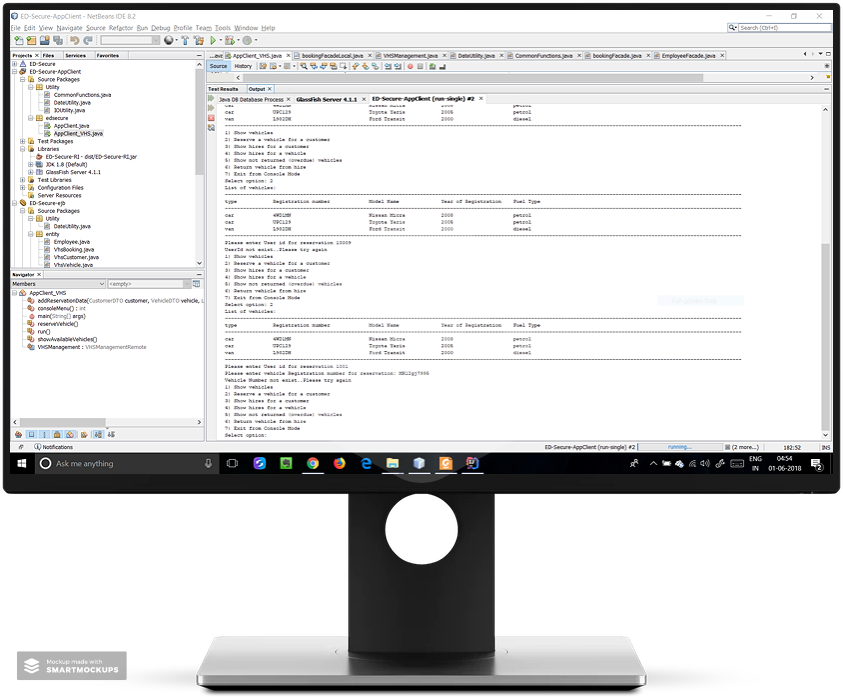 ED-Secure-AppClient - NetBeans IDE 8.2
File Edit View Navigate Source Refactor Run Debug Profile Team Tools Window Help
Search (Ctrl+I)
Projects Files Services Favorites
ED-Secure
ED-Secure-AppClient
Source Packages
Utility
CommonFunctions.java
DateUtility.java
IOUtility.java
edsecure
AppClient.java
AppClient_VHS.java
Test Packages
Libraries
ED-Secure-RI - dist/ED-Secure-RI.jar
JDK 1.8 (Default)
GlassFish Server 4.1.1
Test Libraries
Configuration Files
Server Resources
ED-Secure-ejb
Source Packages
Utility
DateUtility.java
entity
Employee.java
VhsBooking.java
VhsCustomer.java
VhsVehicle.java
Navigator
Members <empty>
AppClient_VHS
addReservationData(CustomerDTO customer, VehicleDTO vehicle, L
consoleMenu() : int
main(String[] args)
reserveVehicle()
run()
showAvailableVehicles()
VHSManagement : VHSManagementRemote
AppClient_VHS.java bookingFacadeLocal.java VHSManagement.java DateUtility.java CommonFunctions.java bookingFacade.java EmployeeFacade.java
Source History
Test Results Output
Java DB Database Process GlassFish Server 4.1.1 ED-Secure-AppClient (run-single) #2
car UPC129 Toyota Yaris 2005 petrol
van L982DH Ford Transit 2000 diesel
1) Show vehicles
2) Reserve a vehicle for a customer
3) Show hires for a customer
4) Show hires for a vehicle
5) Show not returned (overdue) vehicles
6) Return vehicle from hire
7) Exit from Console Mode
Select option: 2
List of vehicles:
type Registration number Model Name Year of Registration Fuel Type
car 4WDLMN Nissan Micra 2008 petrol
car UPC129 Toyota Yaris 2005 petrol
van L982DH Ford Transit 2000 diesel
Please enter User id for reservation 10009
UserId not exist..Please try again
1) Show vehicles
2) Reserve a vehicle for a customer
3) Show hires for a customer
4) Show hires for a vehicle
5) Show not returned (overdue) vehicles
6) Return vehicle from hire
7) Exit from Console Mode
Select option: 2
List of vehicles:
type Registration number Model Name Year of Registration Fuel Type
car 4WDLMN Nissan Micra 2008 petrol
car UPC129 Toyota Yaris 2005 petrol
van L982DH Ford Transit 2000 diesel
Please enter User id for reservation 1001
Please enter vehicle Registration number for reservation: MH12gj7895
Vehicle Number not exist..Please try again
1) Show vehicles
2) Reserve a vehicle for a customer
3) Show hires for a customer
4) Show hires for a vehicle
5) Show not returned (overdue) vehicles
6) Return vehicle from hire
7) Exit from Console Mode
Select option:
Notifications
ED-Secure-AppClient (run-single) #2 running... (2 more...) 182:52 INS
Ask me anything
ENG
IN
04:54
01-06-2018
2
Mockup made with
SMARTMOCKUPS